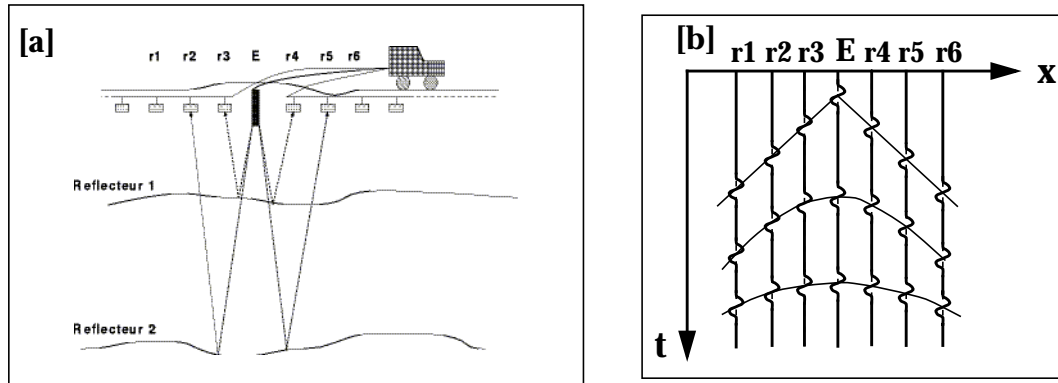 [a]
r1 r2 r3 E r4 r5 r6
Reflecteur 1
Reflecteur 2
[b]
r1 r2 r3 E r4 r5 r6
x
t